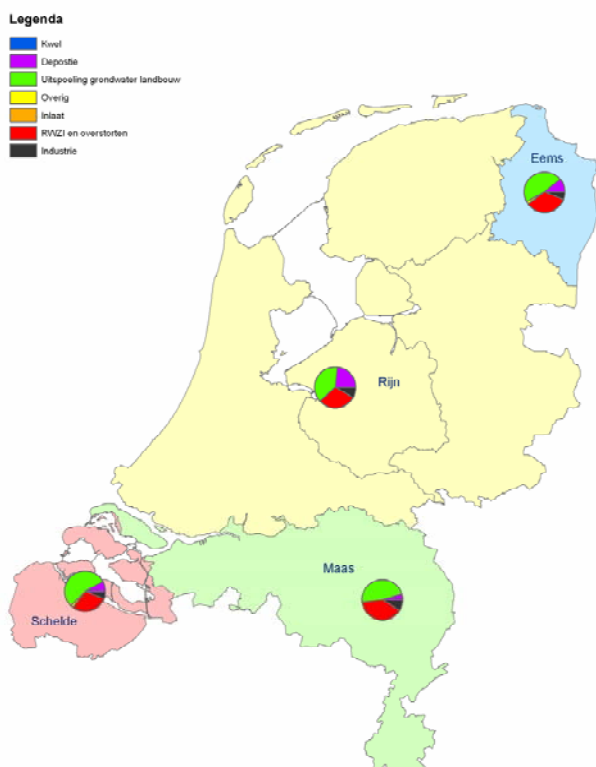 Legenda
Kwel
Depostie
Uitspoeling grondwater landbouw
Overig
Inlaat
RWZI en overstorten
Industrie
Eems
Rijn
Maas
Schelde